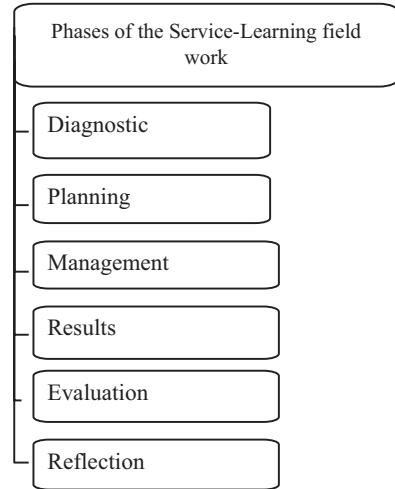 Phases of the Service-Learning field
work
Diagnostic
Planning
Management
Results
Evaluation
Reflection